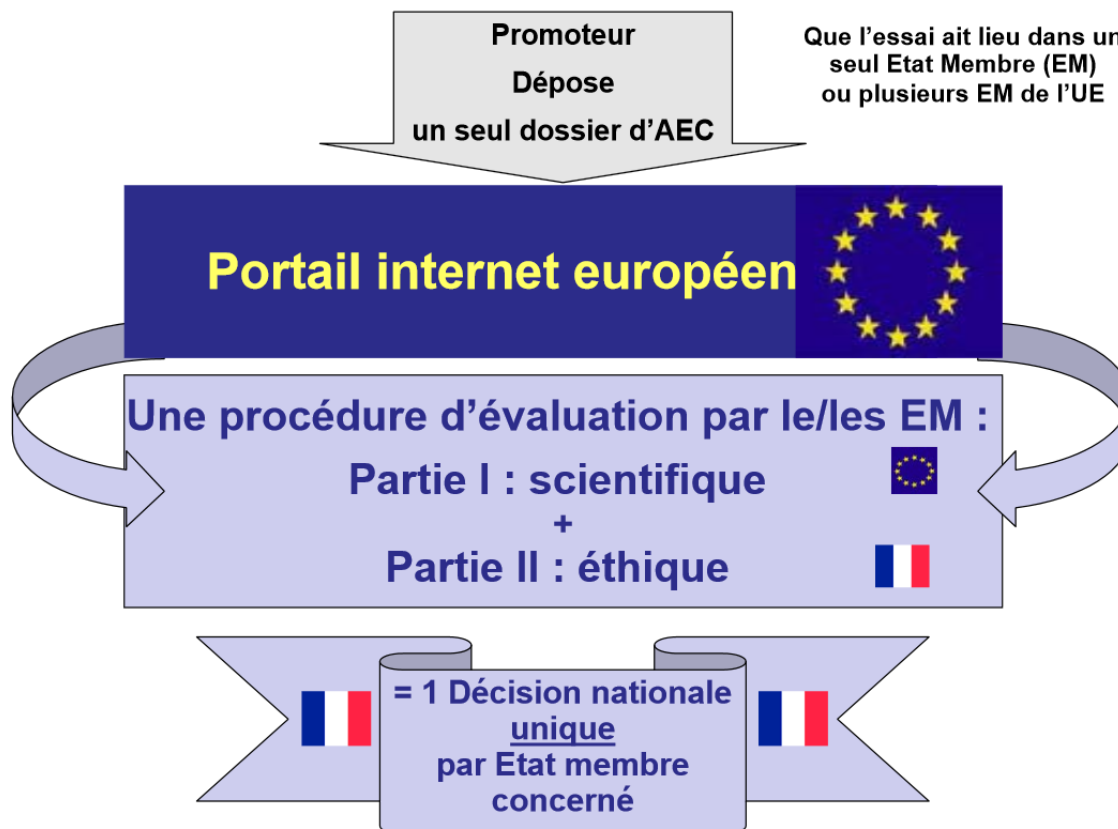 Promoteur
Dépose
un seul dossier d'AEC
Que l'essai ait lieu dans un
seul Etat Membre (EM)
ou plusieurs EM de l'UE
Portail internet européen
Une procédure d'évaluation par le/les EM :
Partie I : scientifique
+
Partie II : éthique
= 1 Décision nationale
unique
par Etat membre
concerné